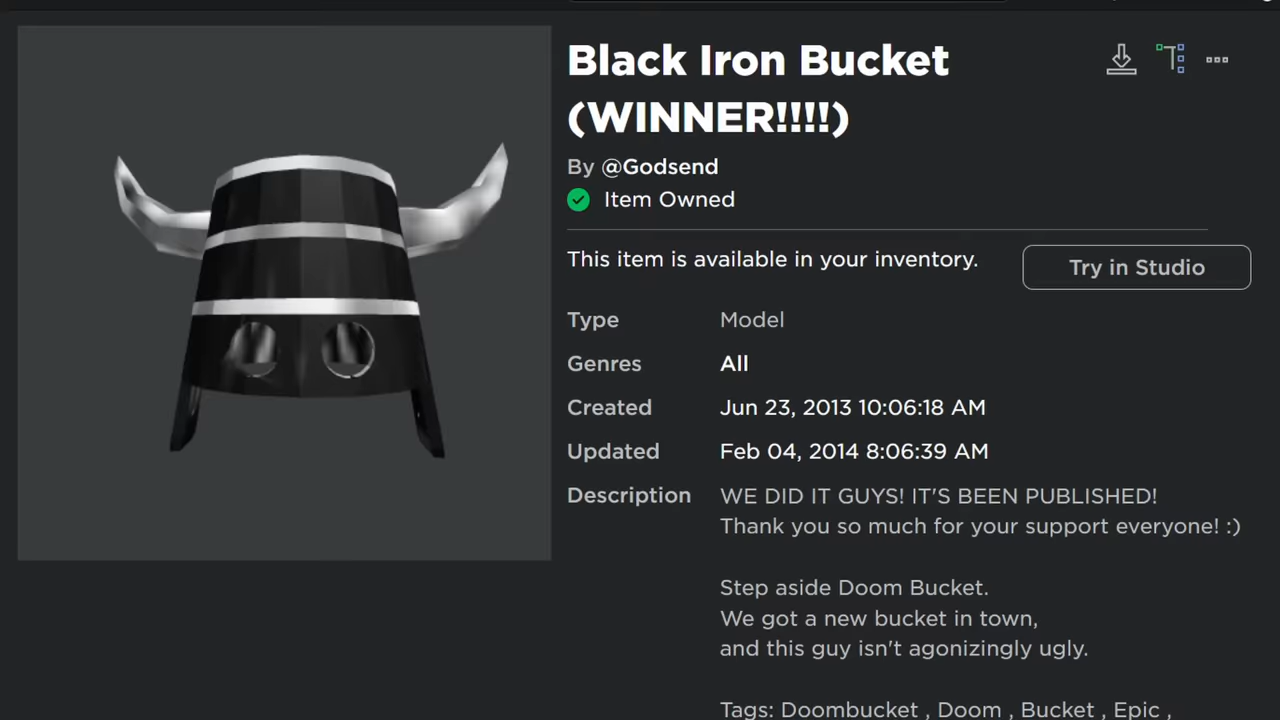 Black Iron Bucket
(WINNER!!!!)
By @Godsend
Item Owned
This item is available in your inventory.
Try in Studio
Type Model
Genres All
Created Jun 23, 2013 10:06:18 AM
Updated Feb 04, 2014 8:06:39 AM
Description WE DID IT GUYS! IT'S BEEN PUBLISHED!
Thank you so much for your support everyone! :)
Step aside Doom Bucket.
We got a new bucket in town,
and this guy isn't agonizingly ugly.
Tags: Doombucket , Doom , Bucket , Epic ,